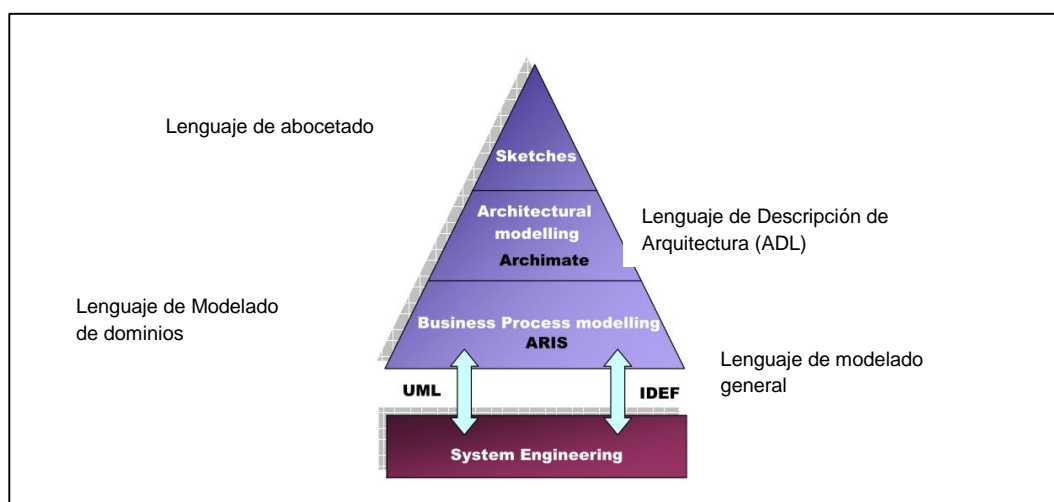 Lenguaje de abocetado
Sketches
Architectural
modelling
Archimate
Lenguaje de Descripción de
Arquitectura (ADL)
Lenguaje de Modelado
de dominios
Business Process modelling
ARIS
Lenguaje de modelado
general
UML
IDEF
System Engineering